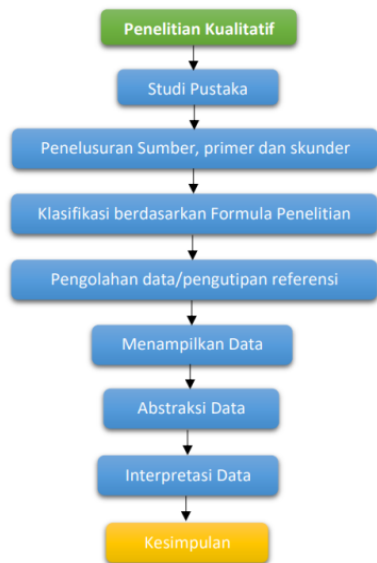 Penelitian Kualitatif
Studi Pustaka
Penelusuran Sumber, primer dan skunder
Klasifikasi berdasarkan Formula Penelitian
Pengolahan data/pengutipan referensi
Menampilkan Data
Abstraksi Data
Interpretasi Data
Kesimpulan